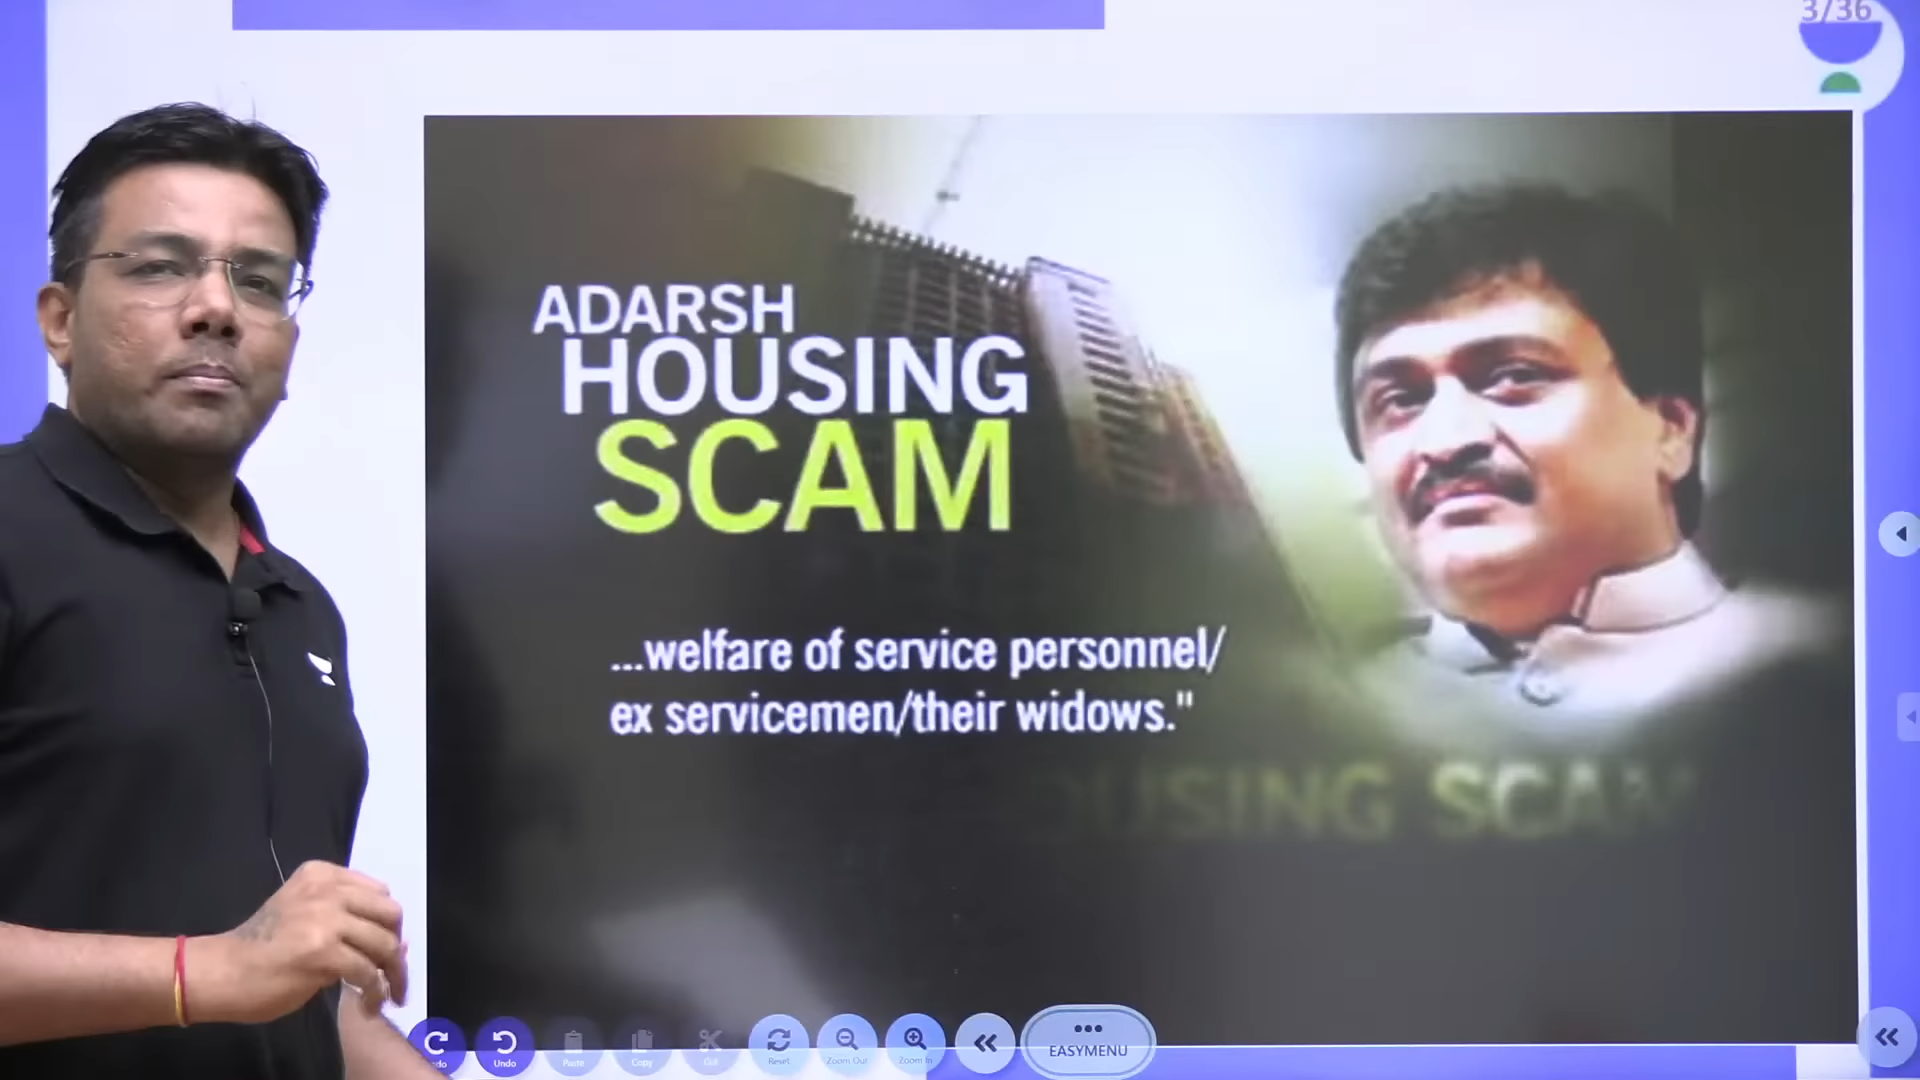 3/36
ADARSH
HOUSING
SCAM
...welfare of service personnel/
ex servicemen/their widows."
USING SCAM
Undo
Paste
Copy
Cut
Reset
Zoom Out
Zoom In
EASYMENU